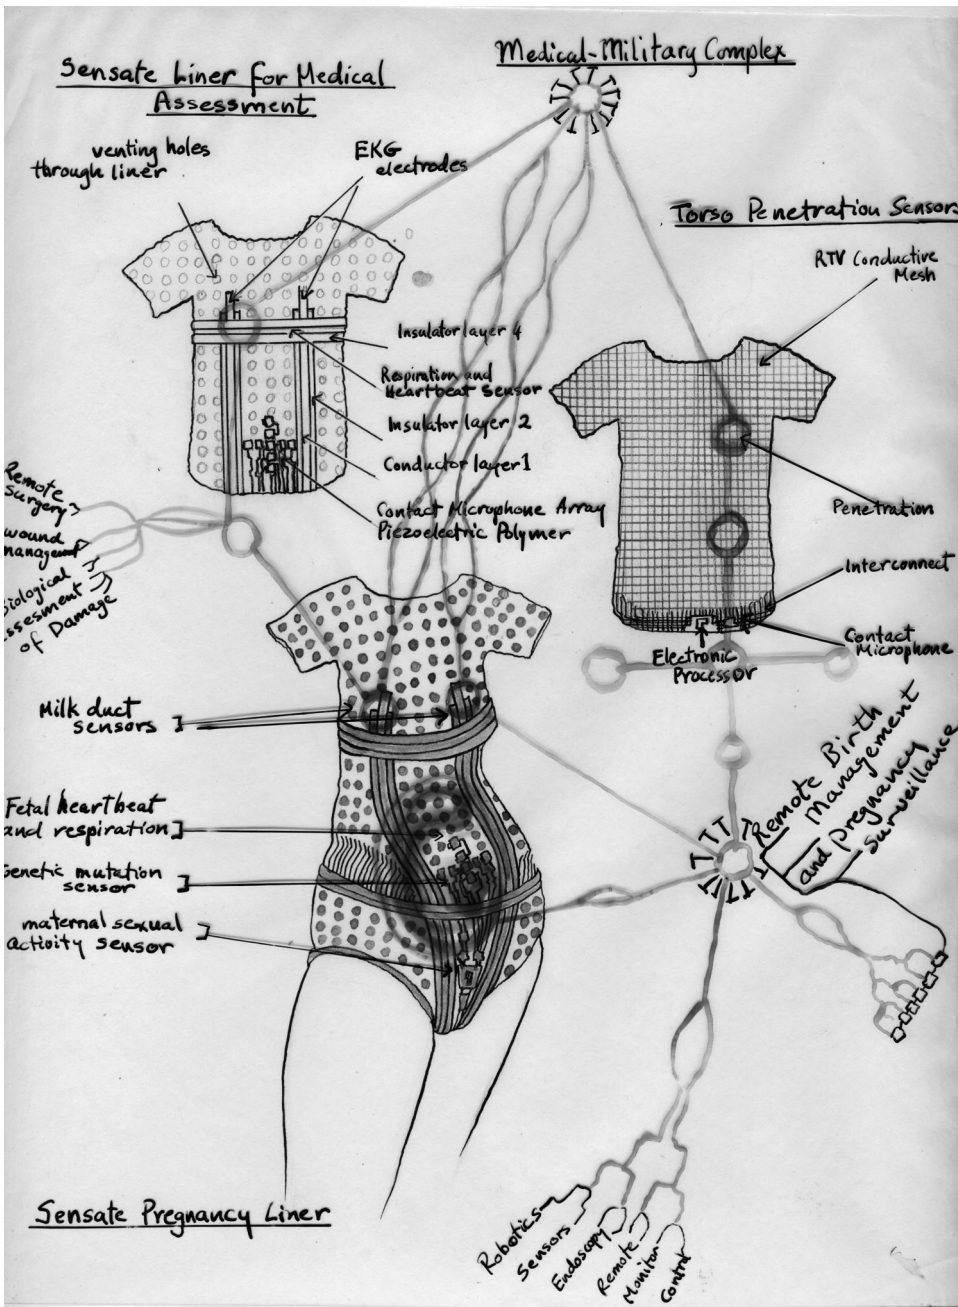 Medical-Military Complex
Sensate Liner for Medical
Assessment
venting holes
through liner
EKG
electrodes
Torso Penetration Sensors
RTV Conductive
Mesh
Insulator layer 4
Respiration and
Heartbeat sensor
Insulator layer 2
Conductor layer 1
Contact Microphone Array
Piezoelectric Polymer
Remote
surgery
wound
management
Biological
Assesment
of Damage
Penetration
Interconnect
Contact
Microphone
Electronic
Processor
Milk duct
sensors
Fetal heartbeat
and respiration
Genetic mutation
sensor
maternal sexual
activity sensor
Remote Birth
Management
and pregnancy
surveillance
Sensate Pregnancy Liner
Robotics
Sensors
Endoscopy
Remote
Monitor
Control